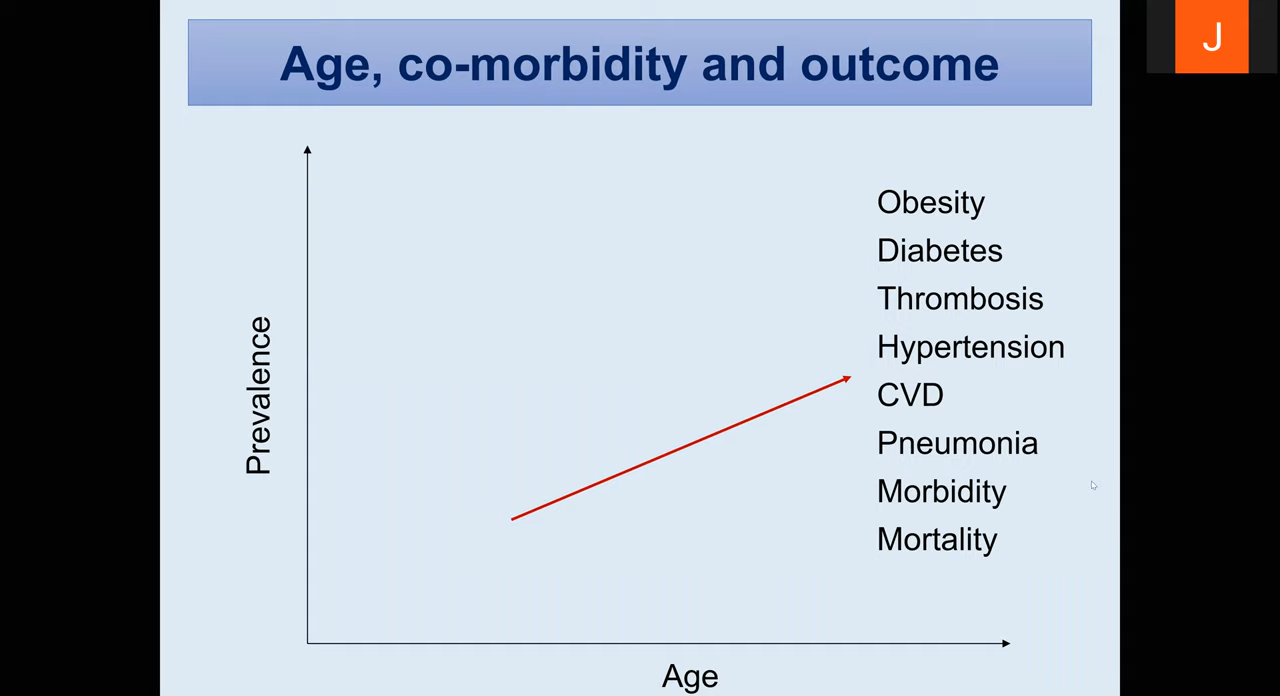 Age, co-morbidity and outcome
J
Obesity
Diabetes
Thrombosis
Hypertension
CVD
Pneumonia
Morbidity
Mortality
Prevalence
Age